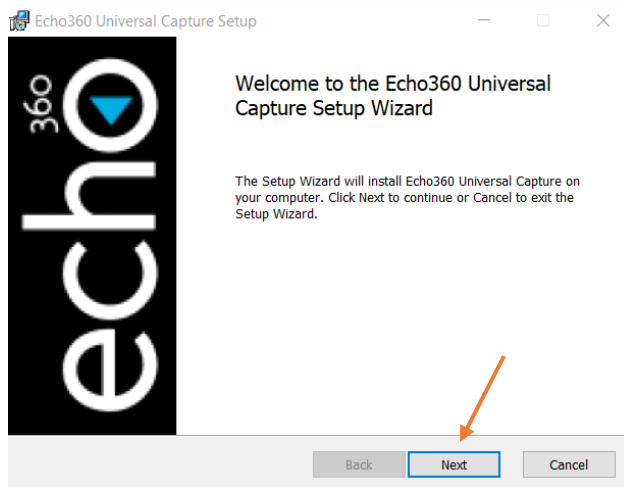 Echo360 Universal Capture Setup
echo
360
Welcome to the Echo360 Universal
Capture Setup Wizard
The Setup Wizard will install Echo360 Universal Capture on
your computer. Click Next to continue or Cancel to exit the
Setup Wizard.
Back
Next
Cancel